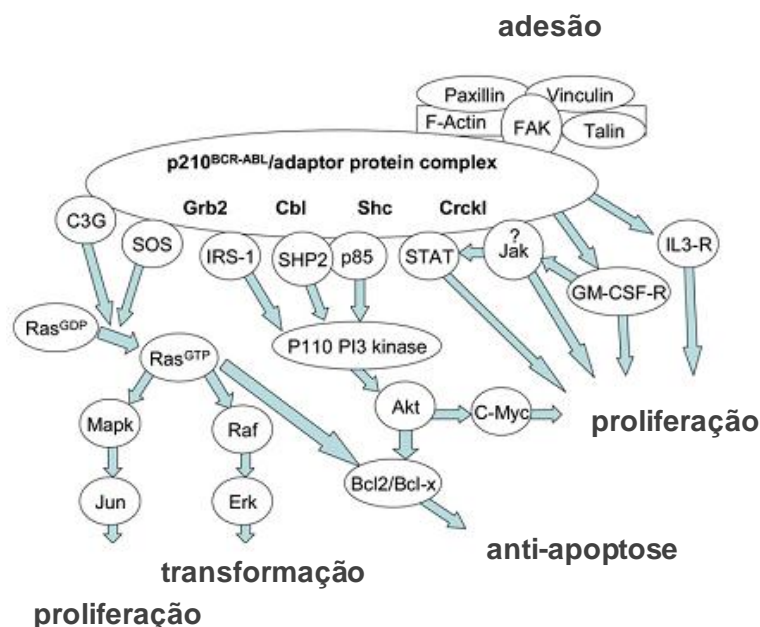 adesão
Paxillin
Vinculin
F-Actin
FAK
Talin
p210BCR-ABL/adaptor protein complex
Grb2
Cbl
Shc
Crckl
C3G
SOS
IRS-1
SHP2
p85
STAT
?
Jak
IL3-R
GM-CSF-R
RasGDP
RasGTP
P110 PI3 kinase
Mapk
Raf
Akt
C-Myc
proliferação
Jun
Erk
Bcl2/Bcl-x
anti-apoptose
transformação
proliferação